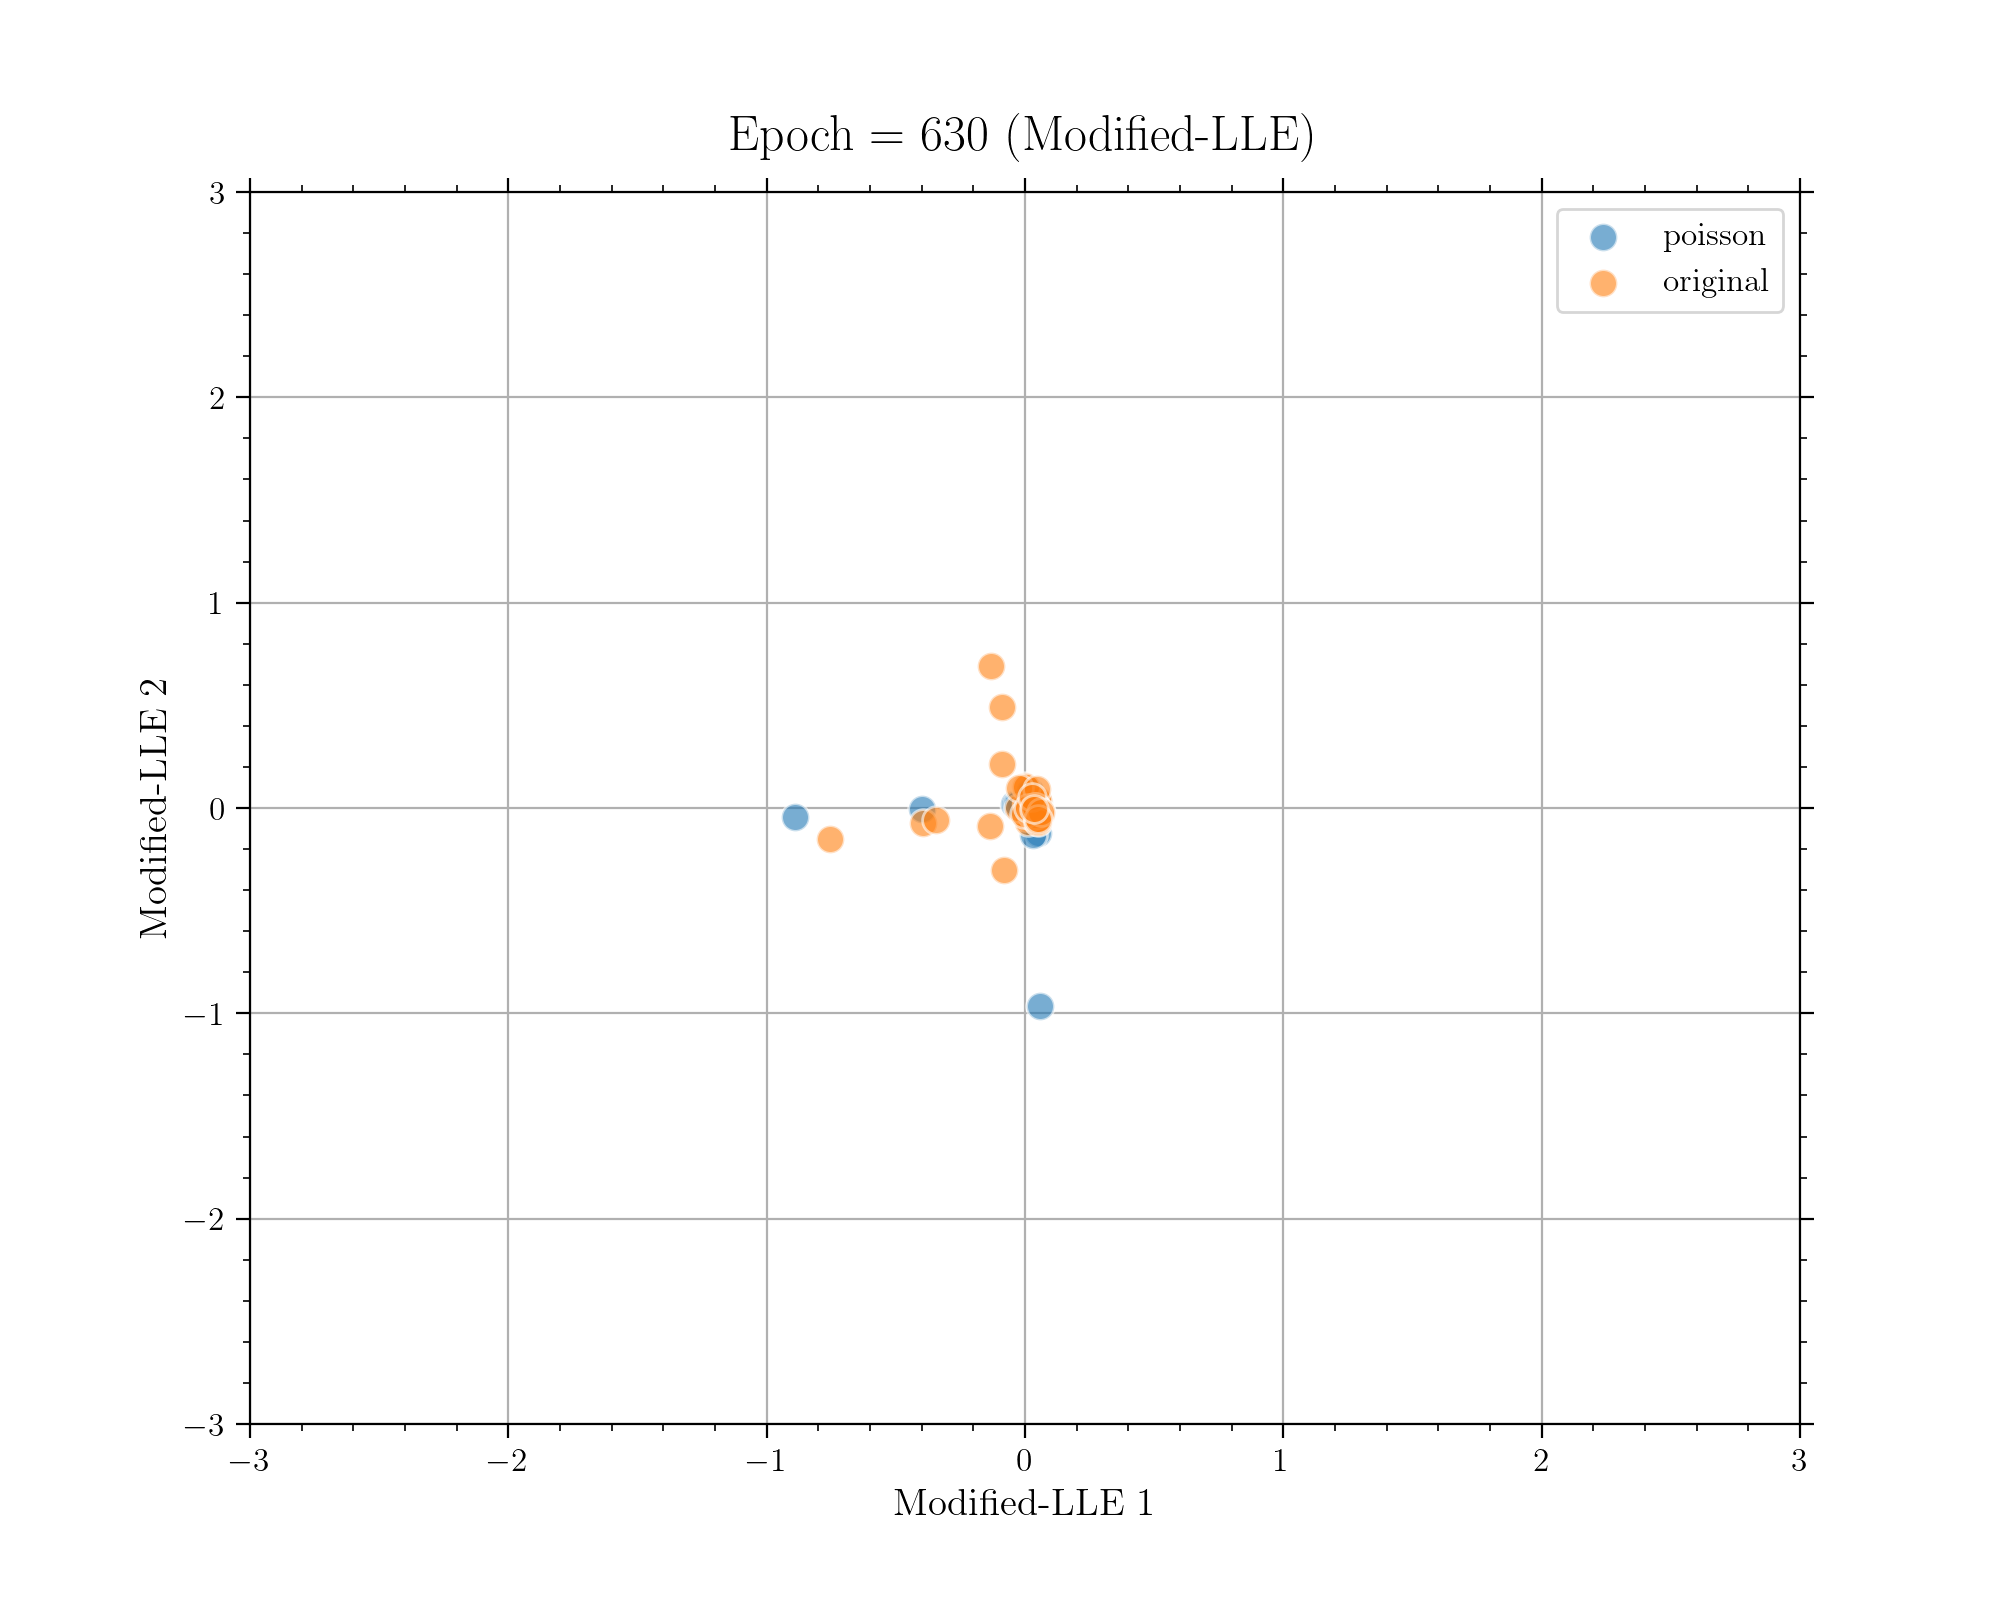 Epoch = 630 (Modified-LLE)
poisson
original
3
2
1
0
−1
−2
−3
Modified-LLE 2
−3
−2
−1
0
1
2
3
Modified-LLE 1